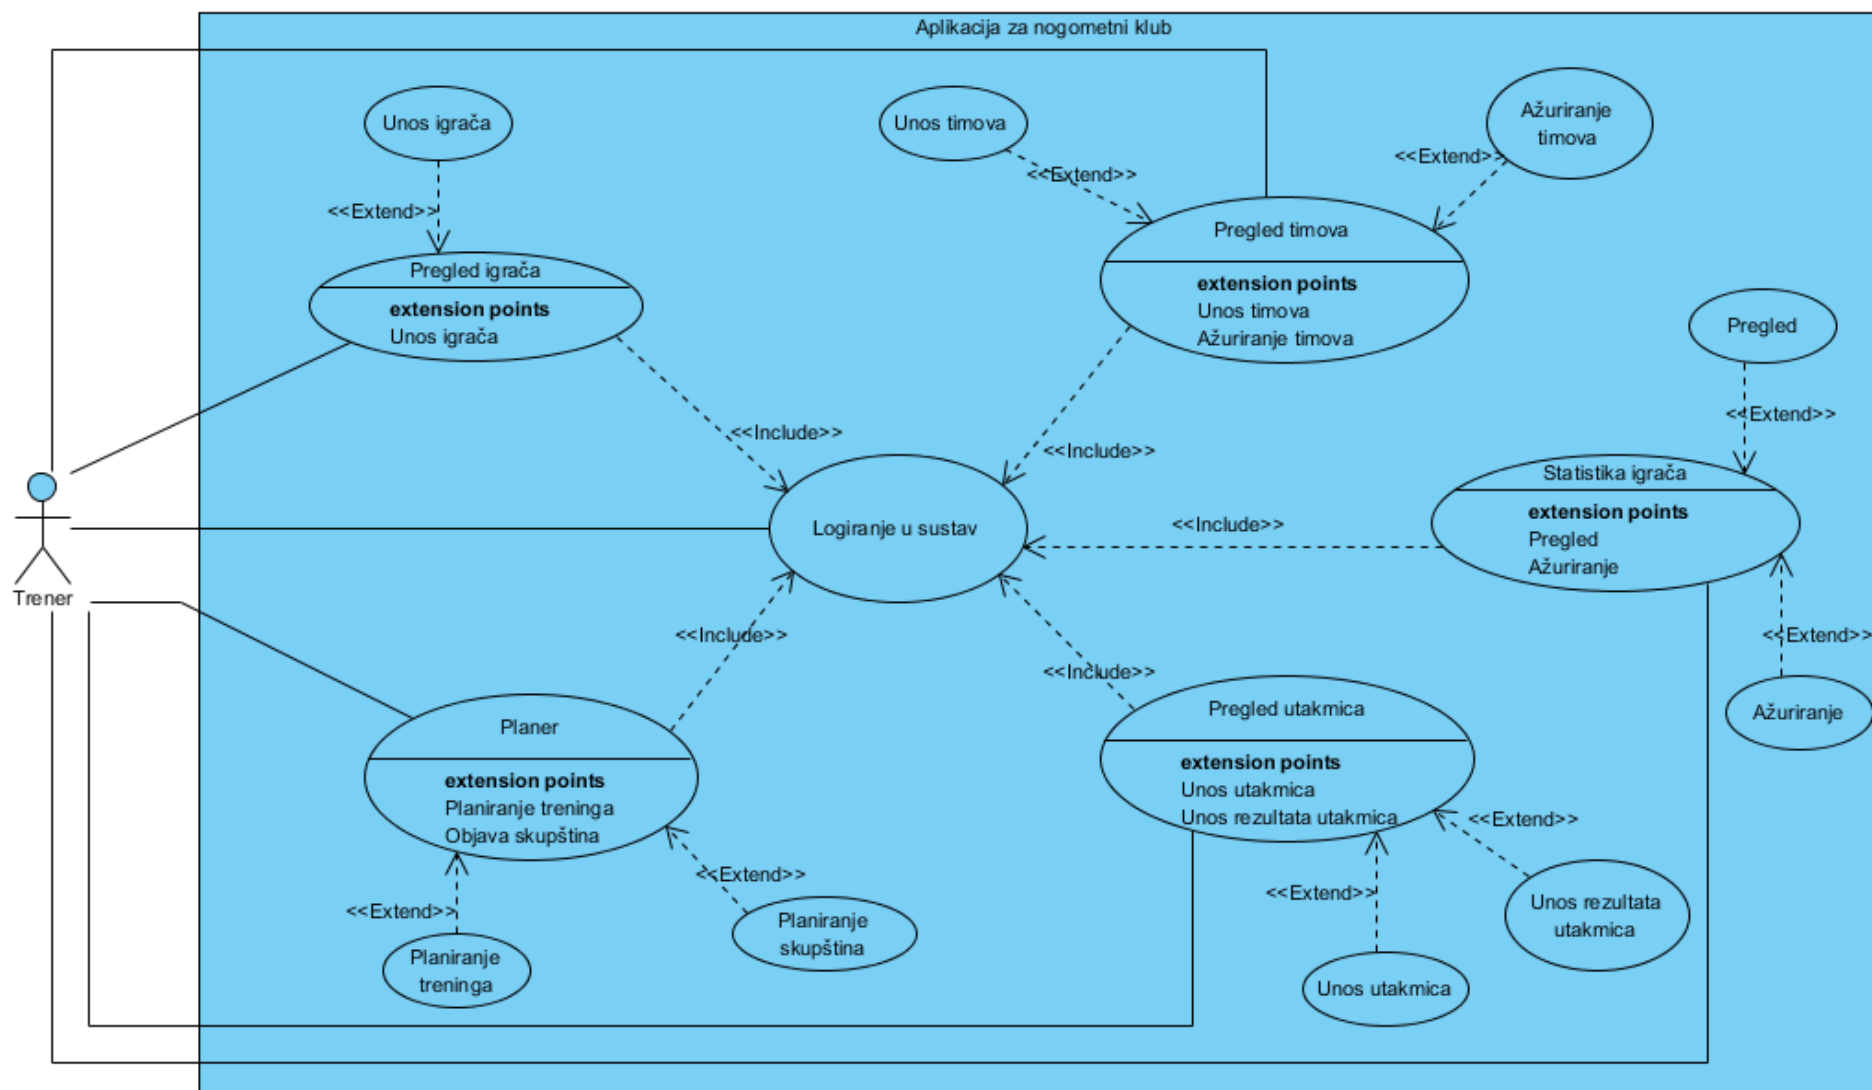 Aplikacija za nogometni klub
Unos igrača
Unos timova
Ažuriranje
timova
<<Extend>>
<<Extend>>
<<Extend>>
Pregled igrača
extension points
Unos igrača
Pregled timova
extension points
Unos timova
Ažuriranje timova
Pregled
<<Extend>>
<<Include>>
<<Include>>
Statistika igrača
extension points
Pregled
Ažuriranje
Logiranje u sustav
<<Include>>
Trener
<<Include>>
<<Include>>
<<Extend>>
Ažuriranje
Planer
extension points
Planiranje treninga
Objava skupština
Pregled utakmica
extension points
Unos utakmica
Unos rezultata utakmica
<<Extend>>
<<Extend>>
<<Extend>>
<<Extend>>
Planiranje
treninga
Planiranje
skupština
Unos rezultata
utakmica
Unos utakmica